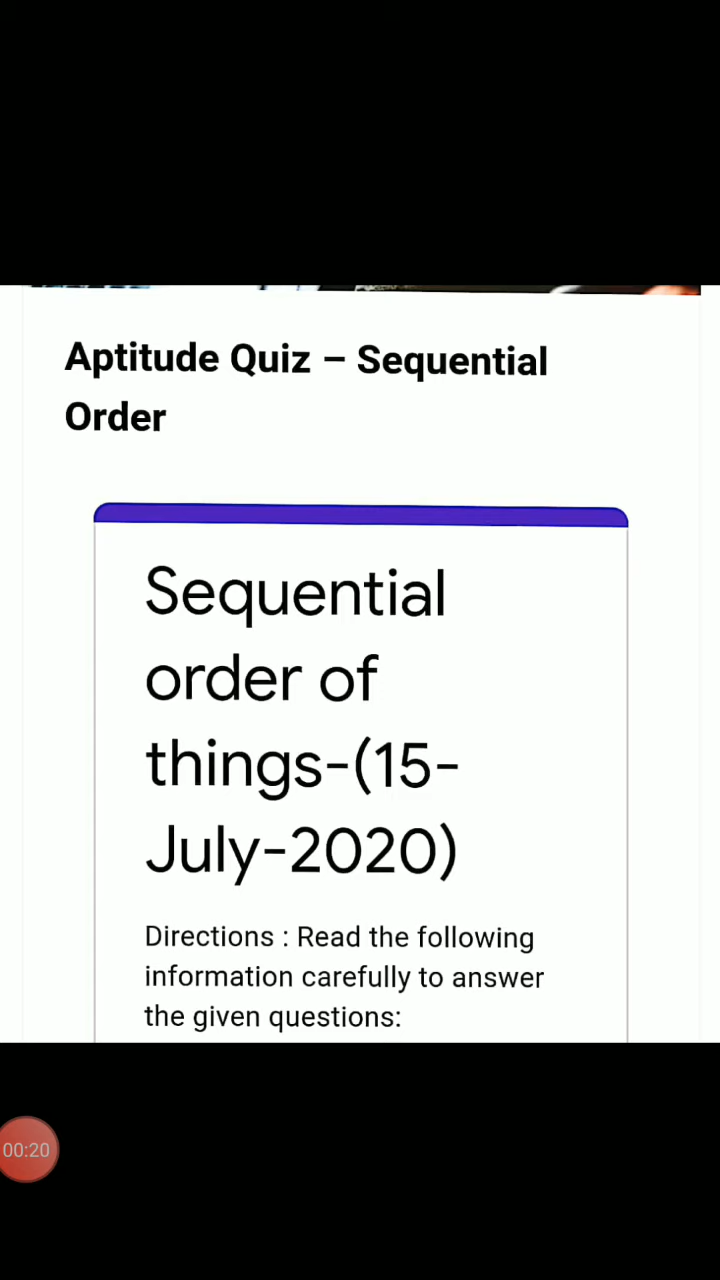 Aptitude Quiz – Sequential
Order
Sequential
order of
things-(15-
July-2020)
Directions : Read the following
information carefully to answer
the given questions:
00:20